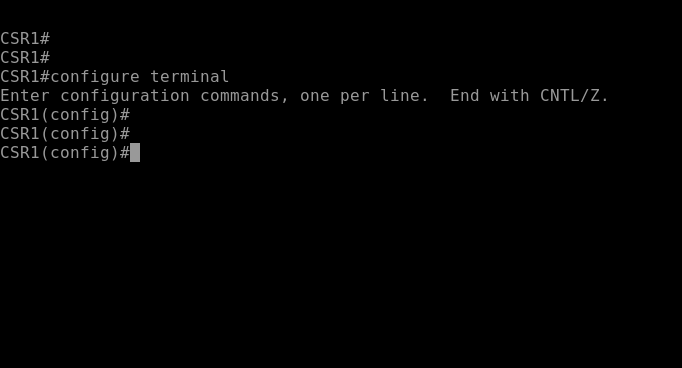 CSR1#
CSR1#
CSR1#configure terminal
Enter configuration commands, one per line.  End with CNTL/Z.
CSR1(config)#
CSR1(config)#
CSR1(config)#